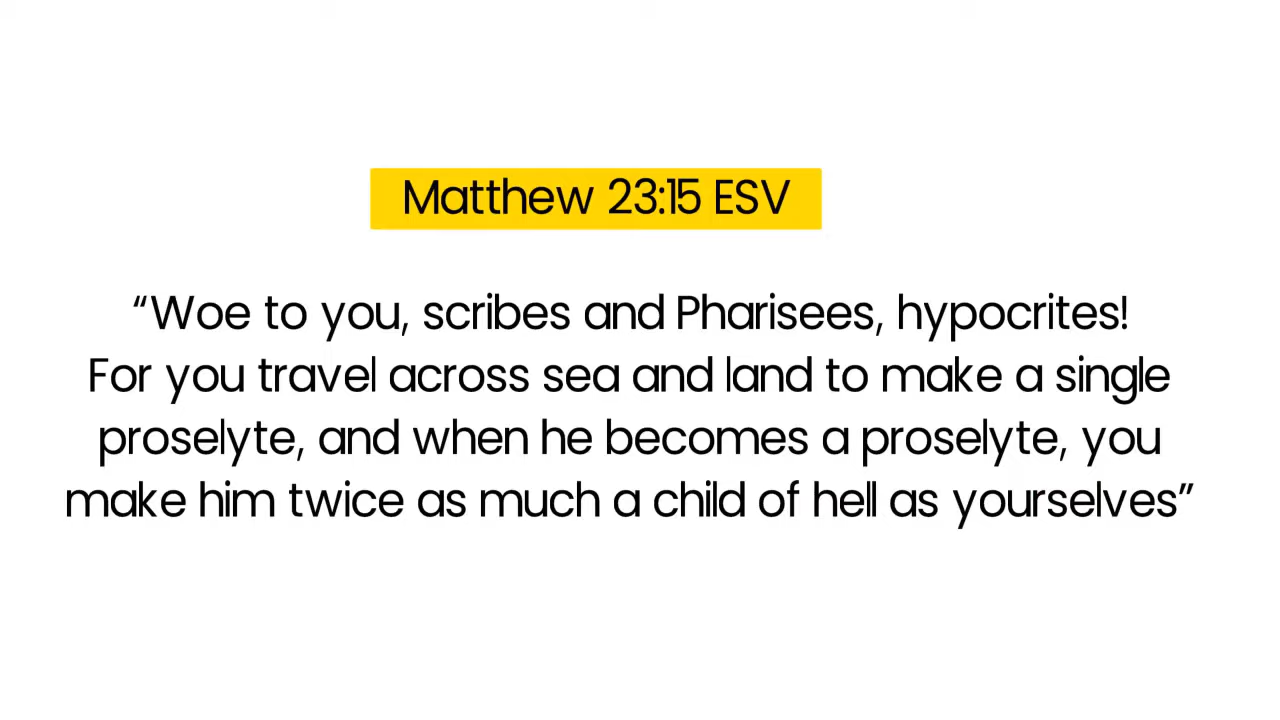 Matthew 23:15 ESV
“Woe to you, scribes and Pharisees, hypocrites!
For you travel across sea and land to make a single
proselyte, and when he becomes a proselyte, you
make him twice as much a child of hell as yourselves”